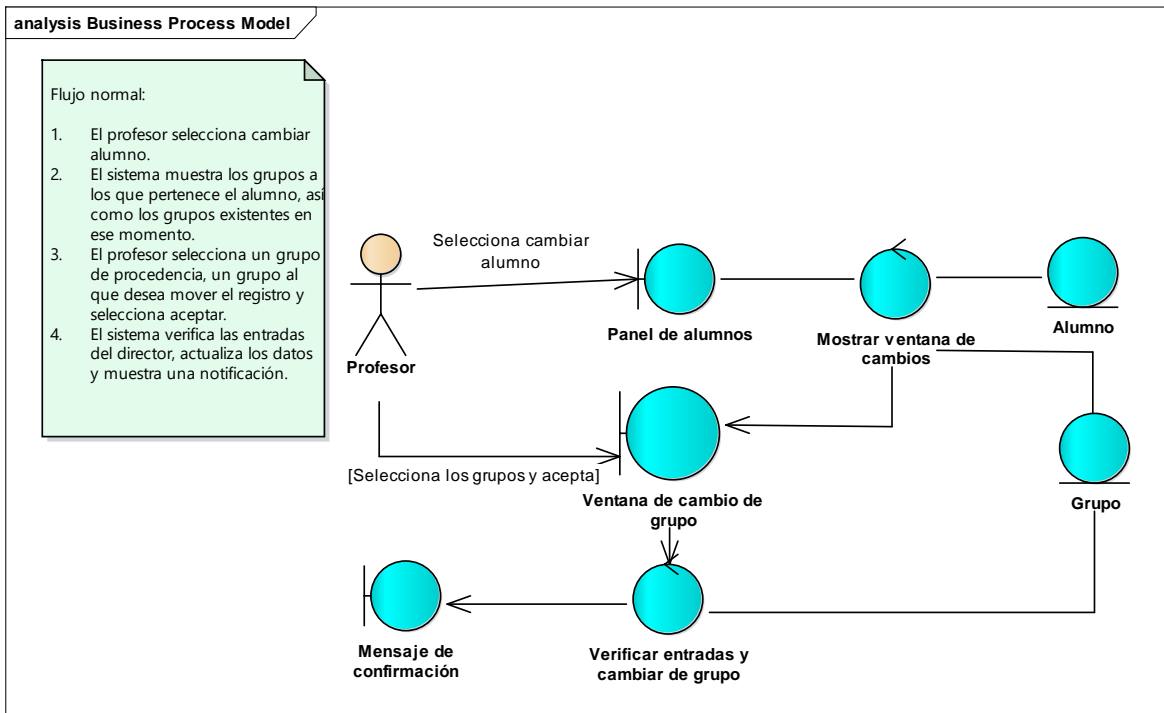 analysis Business Process Model
Flujo normal:
1. El profesor selecciona cambiar
alumno.
2. El sistema muestra los grupos a
los que pertenece el alumno, así
como los grupos existentes en
ese momento.
3. El profesor selecciona un grupo
de procedencia, un grupo al
que desea mover el registro y
selecciona aceptar.
4. El sistema verifica las entradas
del director, actualiza los datos
y muestra una notificación.
Selecciona cambiar
alumno
Profesor
Panel de alumnos
Mostrar ventana de
cambios
Alumno
[Selecciona los grupos y acepta]
Ventana de cambio de
grupo
Grupo
Mensaje de
confirmación
Verificar entradas y
cambiar de grupo